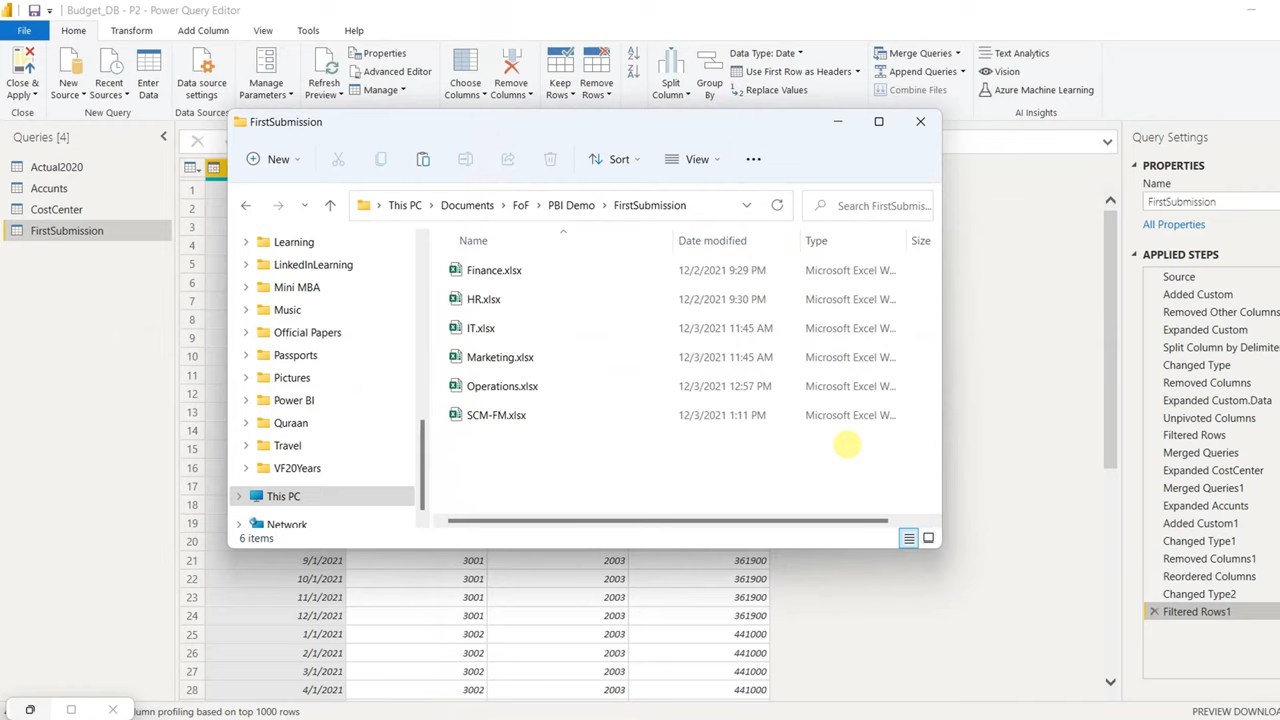 Budget_DB - P2 - Power Query Editor
File Home Transform Add Column View Tools Help
Close & Apply
New Source
Recent Sources
Enter Data
Data source settings
Manage Parameters
Refresh Preview
Properties
Advanced Editor
Manage
Choose Columns
Remove Columns
Keep Rows
Remove Rows
Split Column
Group By
Data Type: Date
Use First Row as Headers
Replace Values
Merge Queries
Append Queries
Combine Files
Text Analytics
Vision
Azure Machine Learning
Close
New Query
Data Sources
AI Insights
Queries [4]
Actual2020
Accunts
CostCenter
FirstSubmission
FirstSubmission
New
Sort
View
This PC > Documents > FoF > PBI Demo > FirstSubmission
Search FirstSubmis...
Learning
LinkedInLearning
Mini MBA
Music
Official Papers
Passports
Pictures
Power BI
Quraan
Travel
VF20Years
This PC
Network
Name Date modified Type Size
Finance.xlsx 12/2/2021 9:29 PM Microsoft Excel W...
HR.xlsx 12/2/2021 9:30 PM Microsoft Excel W...
IT.xlsx 12/3/2021 11:45 AM Microsoft Excel W...
Marketing.xlsx 12/3/2021 11:45 AM Microsoft Excel W...
Operations.xlsx 12/3/2021 12:57 PM Microsoft Excel W...
SCM-FM.xlsx 12/3/2021 1:11 PM Microsoft Excel W...
6 items
1
2
3
4
5
6
7
8
9
10
11
12
13
14
15
16
17
18
19
20
21 9/1/2021 3001 2003 361900
22 10/1/2021 3001 2003 361900
23 11/1/2021 3001 2003 361900
24 12/1/2021 3001 2003 361900
25 1/1/2021 3002 2003 441000
26 2/1/2021 3002 2003 441000
27 3/1/2021 3002 2003 441000
28 4/1/2021 3002 2003 441000
Query Settings
PROPERTIES
Name
FirstSubmission
All Properties
APPLIED STEPS
Source
Added Custom
Removed Other Columns
Expanded Custom
Split Column by Delimite
Changed Type
Removed Columns
Expanded Custom.Data
Unpivoted Columns
Filtered Rows
Merged Queries
Expanded CostCenter
Merged Queries1
Expanded Accunts
Added Custom1
Changed Type1
Removed Columns1
Reordered Columns
Changed Type2
Filtered Rows1
olumn profiling based on top 1000 rows
PREVIEW DOWNLOA